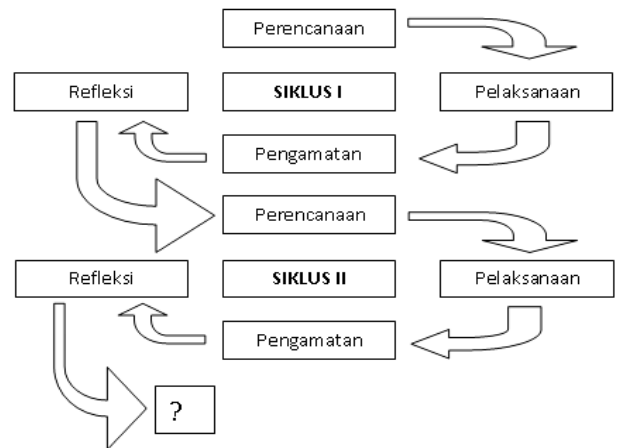 Perencanaan
Refleksi
SIKLUS I
Pelaksanaan
Pengamatan
Perencanaan
Refleksi
SIKLUS II
Pelaksanaan
Pengamatan
?